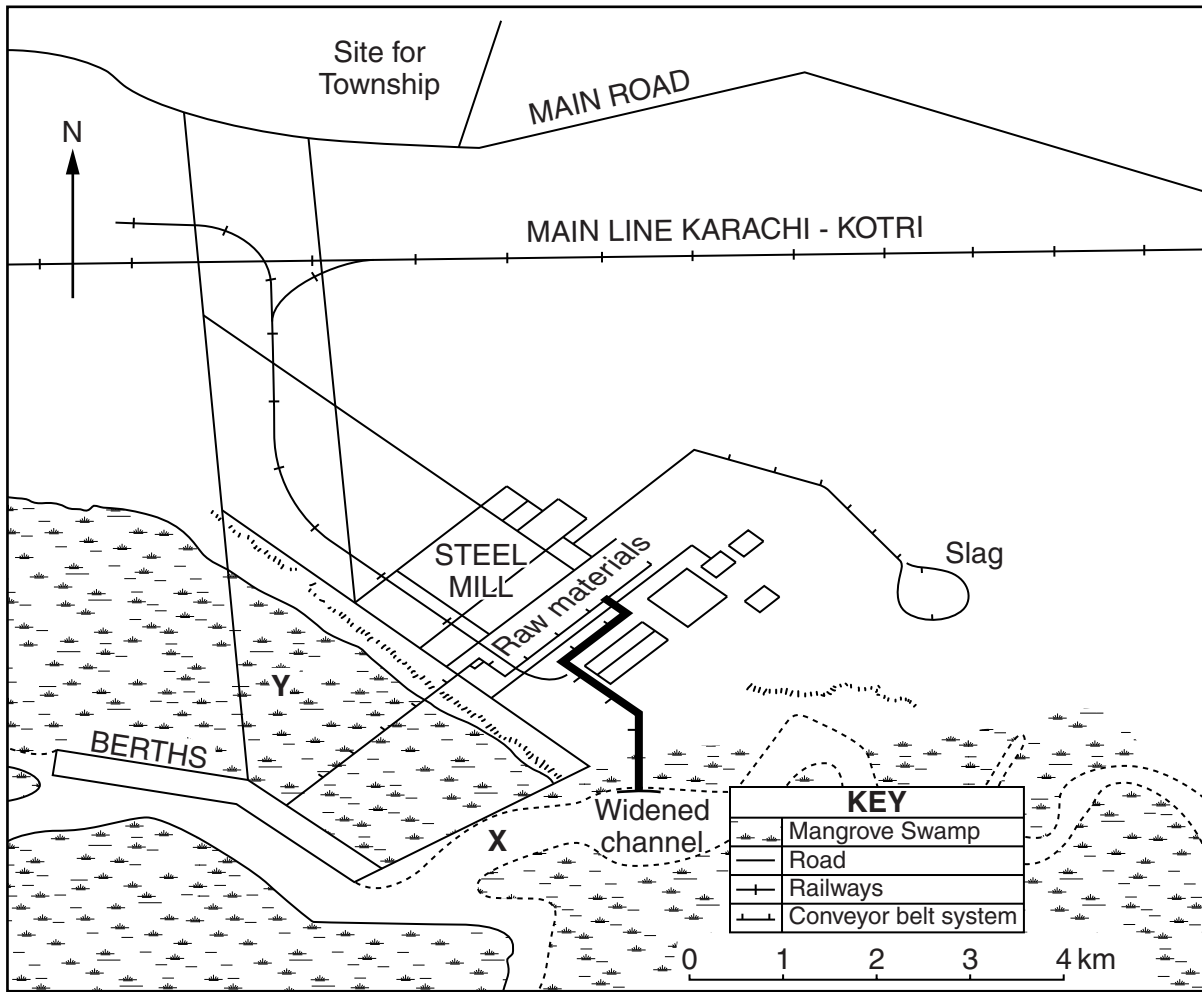 Site for
Township
MAIN ROAD
N
MAIN LINE KARACHI - KOTRI
STEEL
MILL
Raw materials
Slag
Y
BERTHS
X
Widened
channel
KEY
Mangrove Swamp
Road
Railways
Conveyor belt system
0 1 2 3 4 km